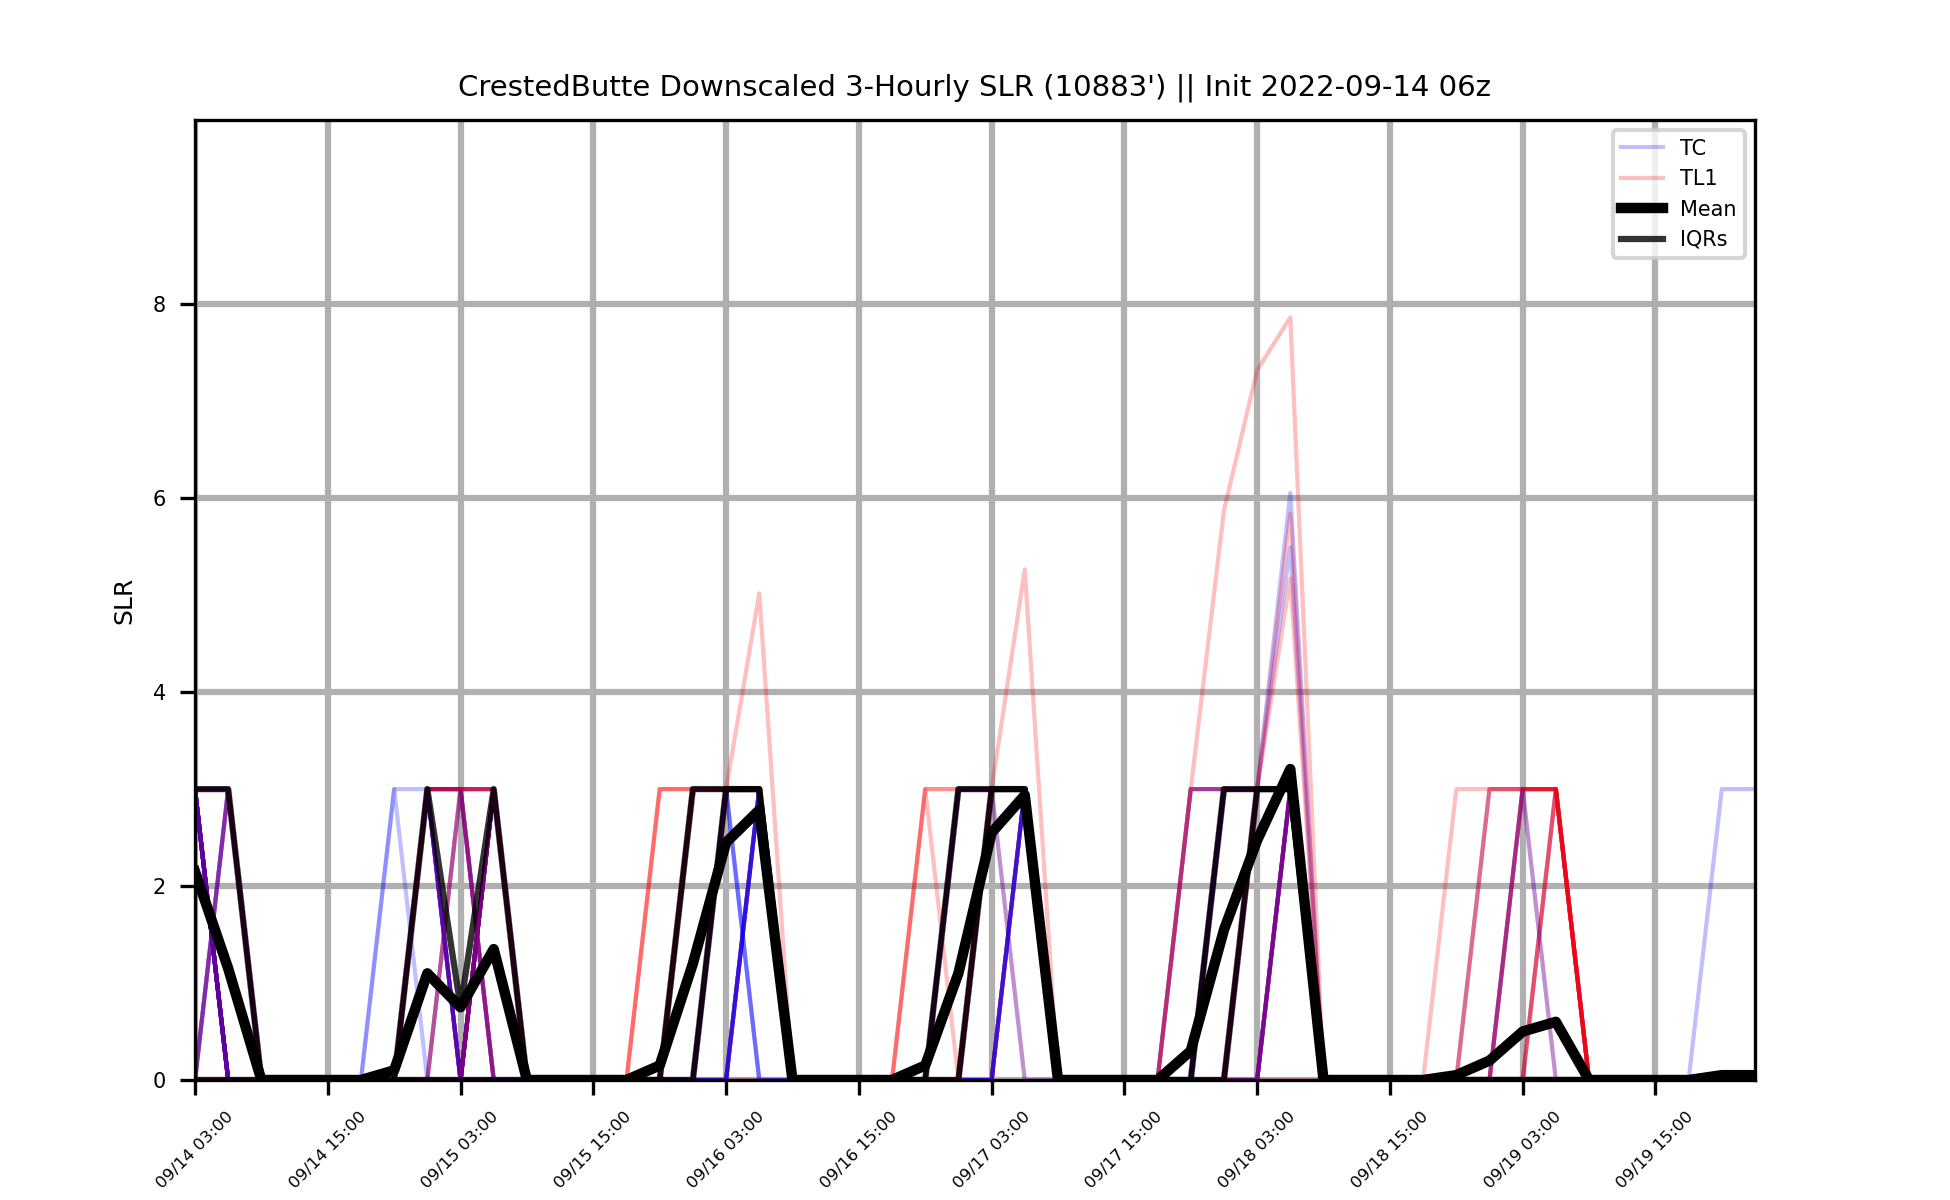 CrestedButte Downscaled 3-Hourly SLR (10883') || Init 2022-09-14 06z
TC
TL1
Mean
IQRs
SLR
8
6
4
2
0
09/14 03:00
09/14 15:00
09/15 03:00
09/15 15:00
09/16 03:00
09/16 15:00
09/17 03:00
09/17 15:00
09/18 03:00
09/18 15:00
09/19 03:00
09/19 15:00